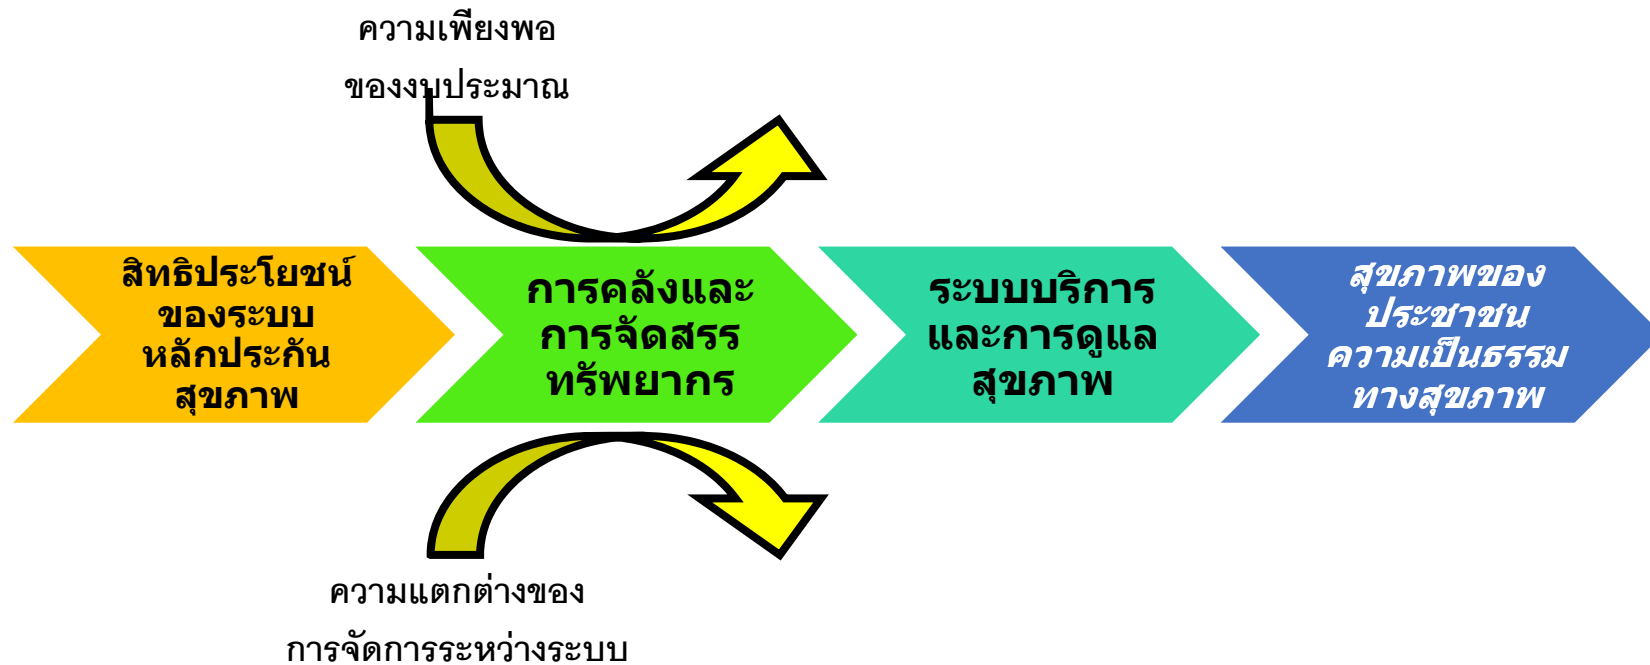 ความเพียงพอ
ของงบประมาณ
สิทธิประโยชน์
ของระบบ
หลักประกัน
สุขภาพ
การคลังและ
การจัดสรร
ทรัพยากร
ระบบบริการ
และการดูแล
สุขภาพ
สุขภาพของ
ประชาชน
ความเป็นธรรม
ทางสุขภาพ
ความแตกต่างของ
การจัดการระหว่างระบบ